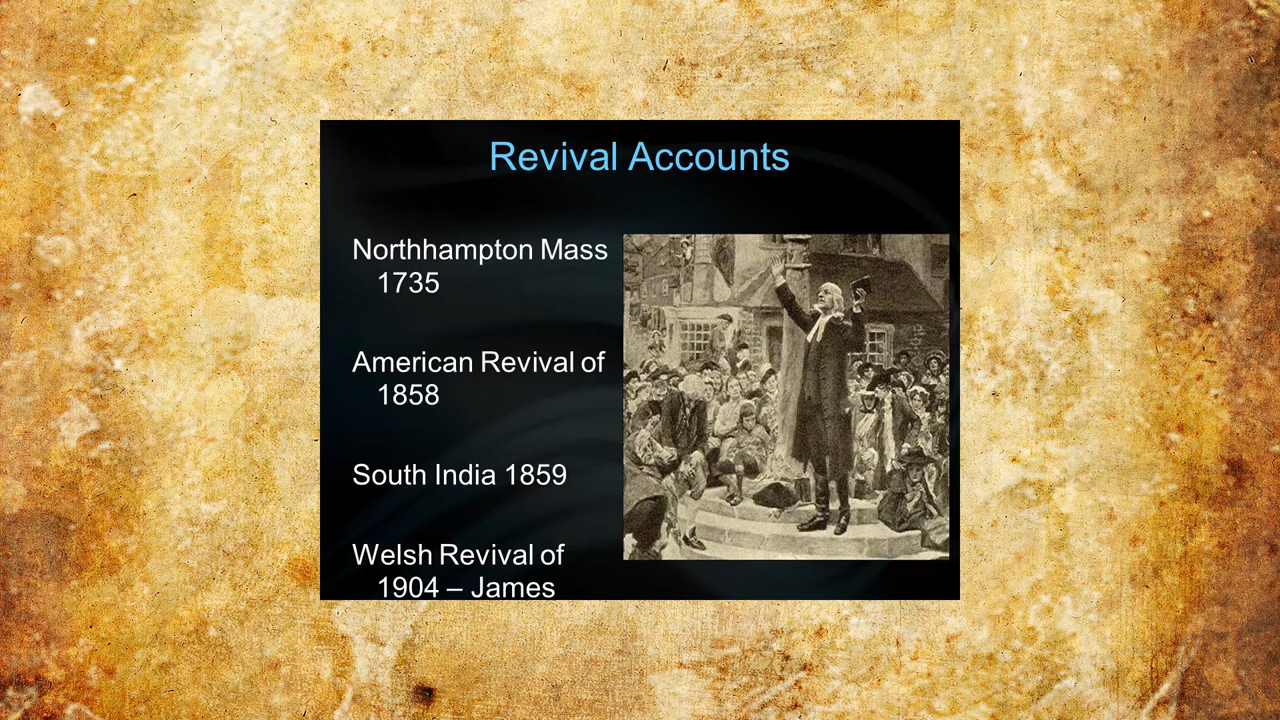 Revival Accounts
Northhampton Mass
1735
American Revival of
1858
South India 1859
Welsh Revival of
1904 – James